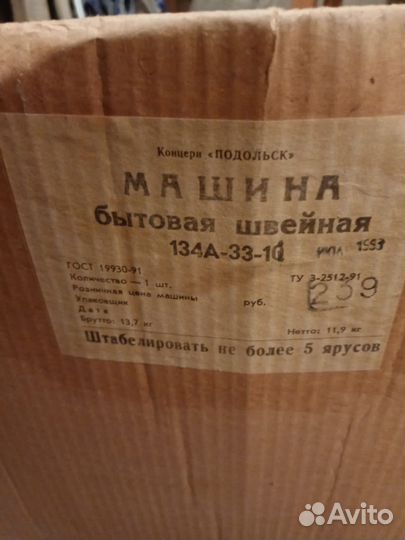 Концерн «ПОДОЛЬСК»
МАШИНА
бытовая швейная
134А-33-1 1993
ГОСТ 19930-91 ТУ 3-2512-91
Количество — 1 шт.
Розничная цена машины руб. 239
Упаковщик
Дата
Брутто: 13,7 кг Нетто: 11,9 кг
Штабелировать не более 5 ярусов
Avito